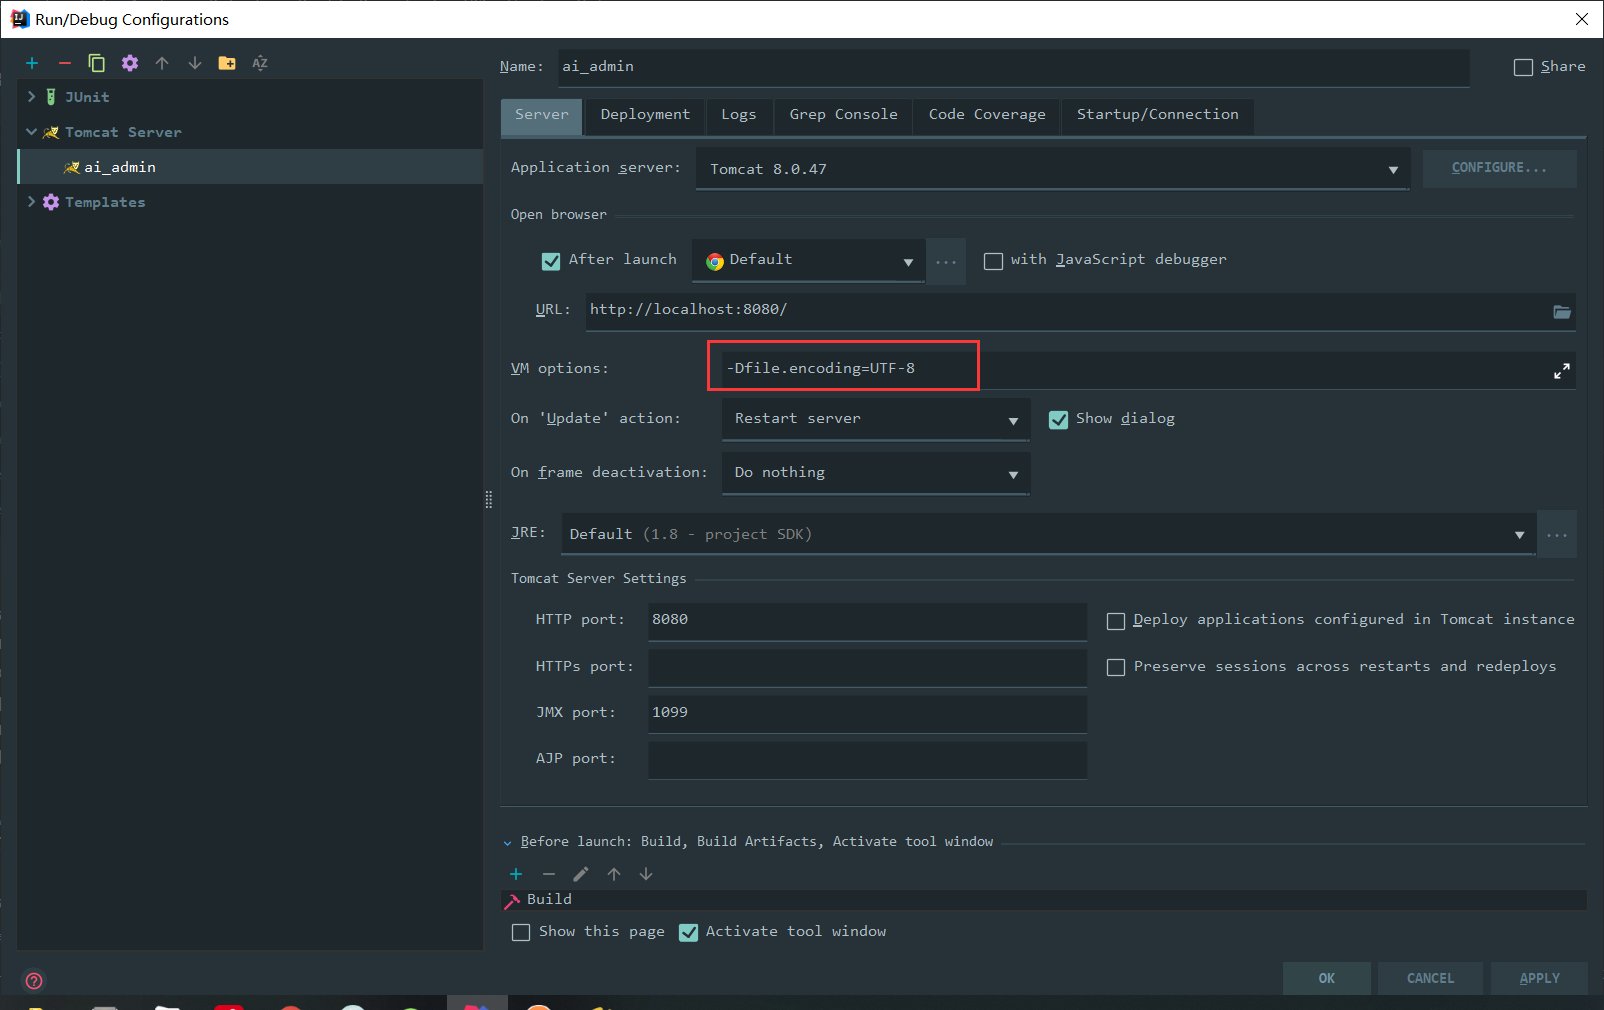 Run/Debug Configurations
Name: ai_admin Share
JUnit
Tomcat Server
ai_admin
Templates
Server Deployment Logs Grep Console Code Coverage Startup/Connection
Application server: Tomcat 8.0.47 CONFIGURE...
Open browser
After launch Default ... with JavaScript debugger
URL: http://localhost:8080/
VM options: -Dfile.encoding=UTF-8
On 'Update' action: Restart server Show dialog
On frame deactivation: Do nothing
JRE: Default (1.8 - project SDK) ...
Tomcat Server Settings
HTTP port: 8080 Deploy applications configured in Tomcat instance
HTTPs port: Preserve sessions across restarts and redeploys
JMX port: 1099
AJP port:
Before launch: Build, Build Artifacts, Activate tool window
Build
Show this page Activate tool window
OK CANCEL APPLY